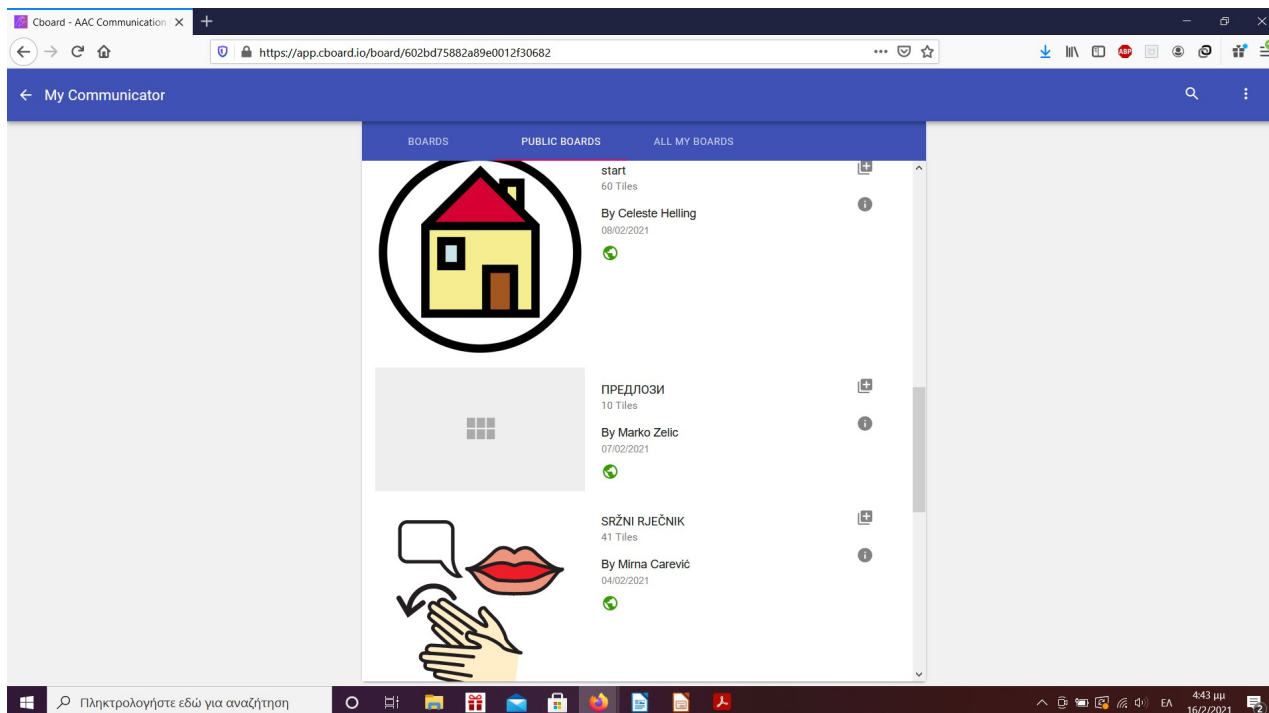 Cboard - AAC Communication
https://app.cboard.io/board/602bd75882a89e0012f30682
ABP
My Communicator
BOARDS PUBLIC BOARDS ALL MY BOARDS
start
60 Tiles
By Celeste Helling
08/02/2021
ПРЕДЛОЗИ
10 Tiles
By Marko Zelic
07/02/2021
SRŽNI RJEČNIK
41 Tiles
By Mirna Carević
04/02/2021
Πληκτρολογήστε εδώ για αναζήτηση
ΕΛ
4:43 μμ
16/2/2021
2